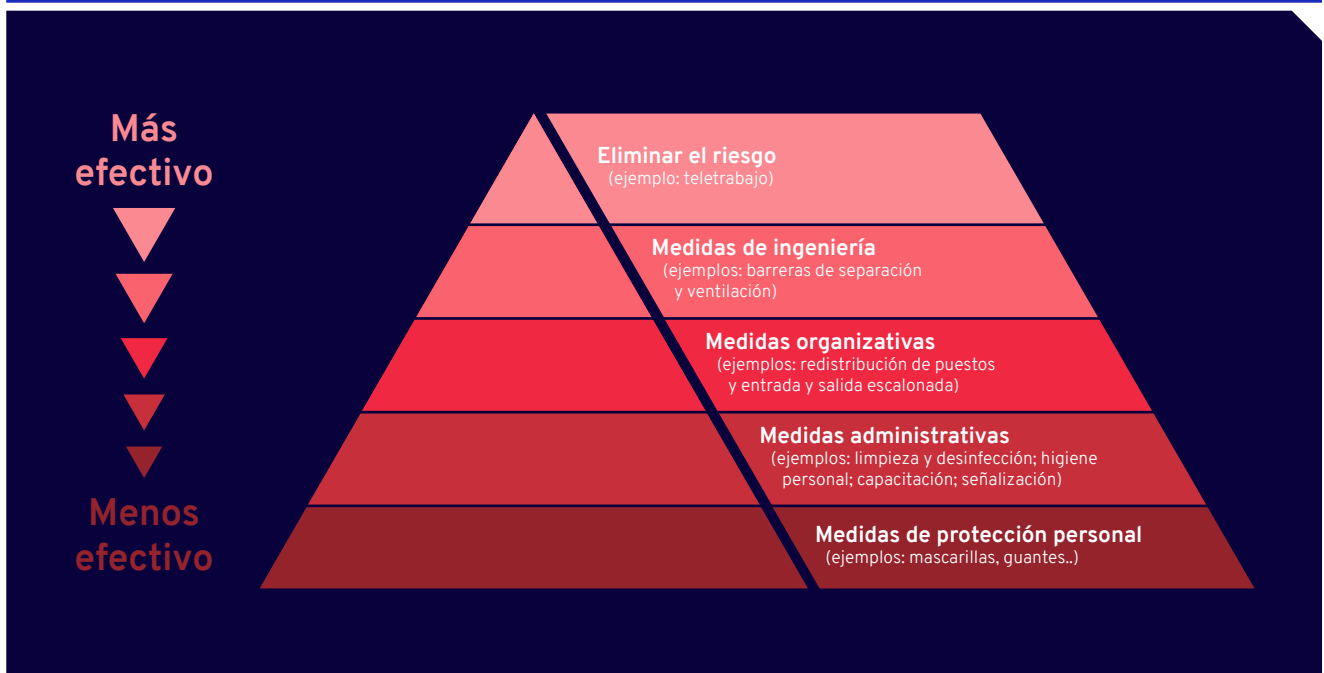 Más
efectivo
Menos
efectivo
Eliminar el riesgo
(ejemplo: teletrabajo)
Medidas de ingeniería
(ejemplos: barreras de separación
y ventilación)
Medidas organizativas
(ejemplos: redistribución de puestos
y entrada y salida escalonada)
Medidas administrativas
(ejemplos: limpieza y desinfección; higiene
personal; capacitación; señalización)
Medidas de protección personal
(ejemplos: mascarillas, guantes..)